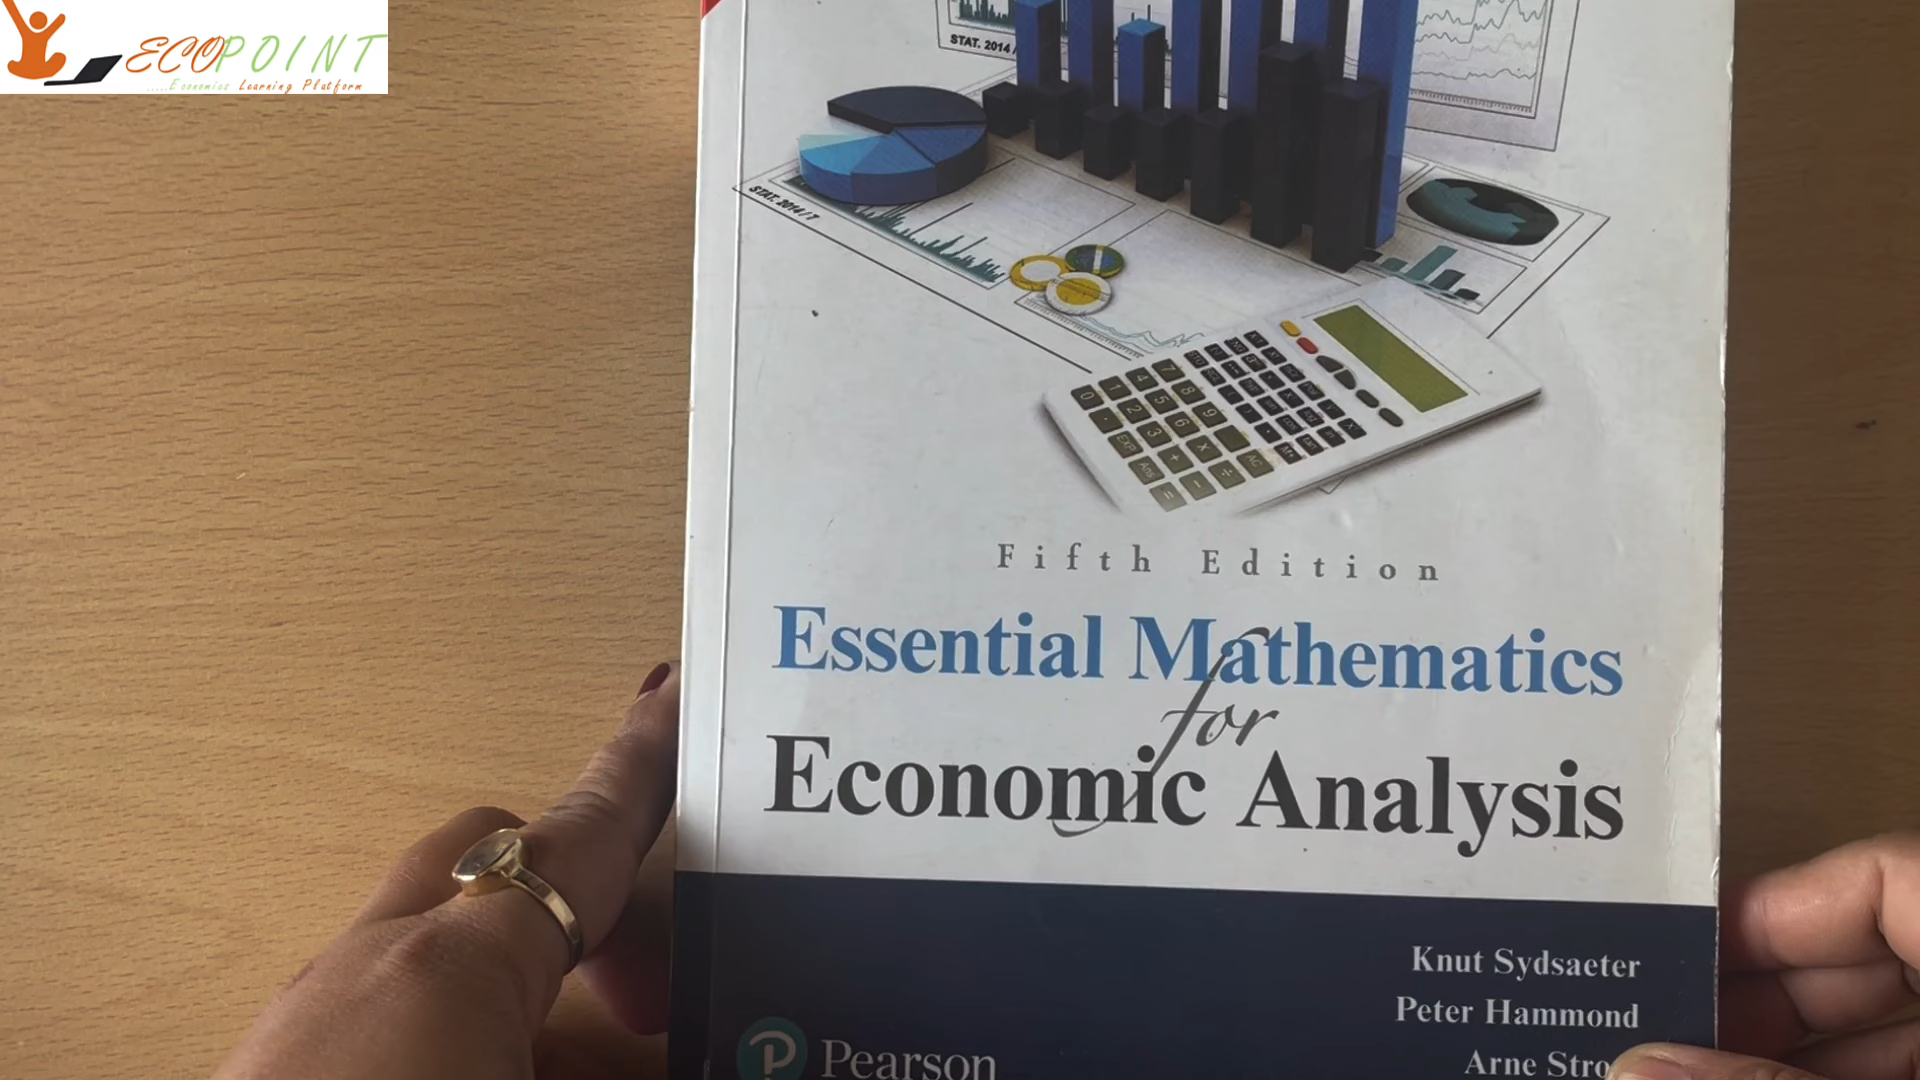 ECOPOINT
.....Economics Learning Platform
STAT. 2014 /
STAT. 2014 / 7
Fifth Edition
Essential Mathematics
for
Economic Analysis
Knut Sydsaeter
Peter Hammond
Arne
Pearson